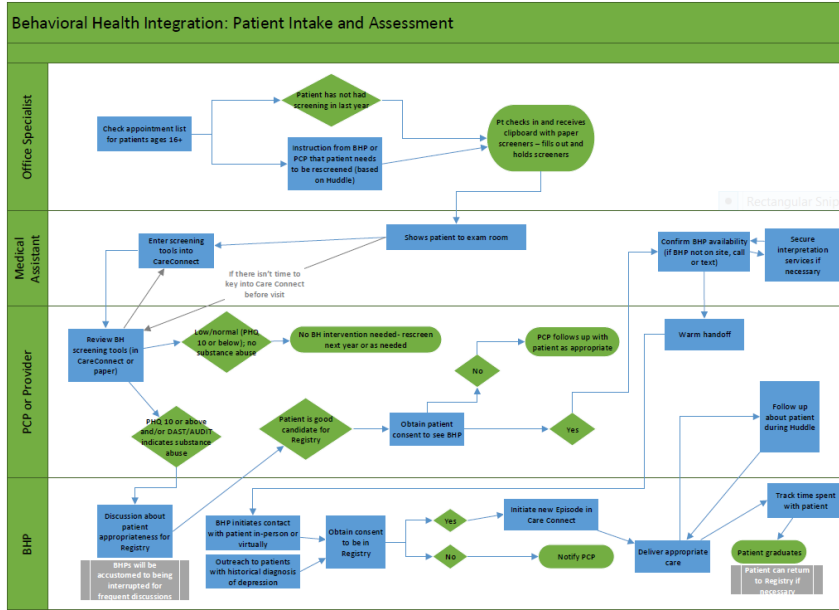 Behavioral Health Integration: Patient Intake and Assessment
Office Specialist
Check appointment list
for patients ages 16+
Patient has not had
screening in last year
Instruction from BHP or
PCP that patient needs
to be rescreened (based
on Huddle)
Pt checks in and receives
clipboard with paper
screeners – fills out and
holds screeners
Rectangular Snip
Medical
Assistant
Enter screening
tools into
CareConnect
Shows patient to exam room
If there isn't time to
key into Care Connect
before visit
Confirm BHP availability
(if BHP not on site, call
or text)
Secure
interpretation
services if
necessary
PCP or Provider
Review BH
screening tools (in
CareConnect or
paper)
Low/normal (PHQ
10 or below); no
substance abuse
No BH intervention needed- rescreen
next year or as needed
PCP follows up with
patient as appropriate
Warm handoff
No
PHQ 10 or above
and/or DAST/AUDIT
indicates substance
abuse
Patient is good
candidate for
Registry
Obtain patient
consent to see BHP
Yes
Follow up
about patient
during Huddle
BHP
Discussion about
patient
appropriateness for
Registry
BHPs will be
accustomed to being
interrupted for
frequent discussions
BHP initiates contact
with patient in-person or
virtually
Outreach to patients
with historical diagnosis
of depression
Obtain consent
to be in
Registry
Yes
No
Initiate new Episode in
Care Connect
Notify PCP
Deliver appropriate
care
Track time spent
with patient
Patient graduates
Patient can return
to Registry if
necessary